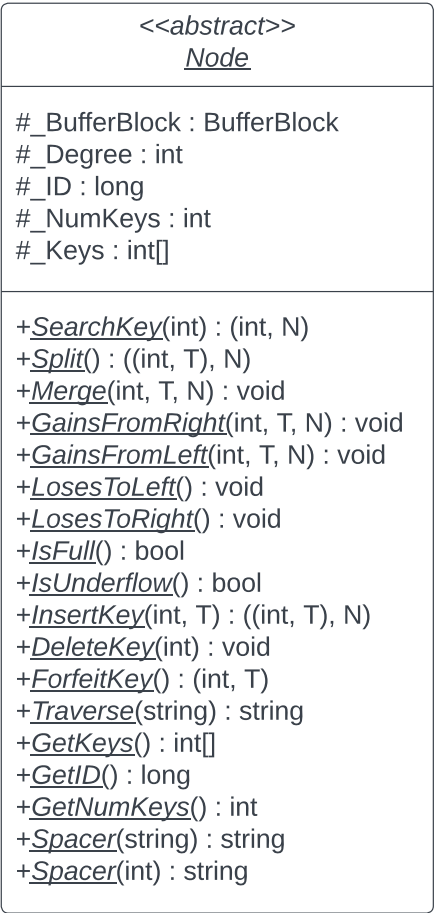 <<abstract>>
Node
#_BufferBlock : BufferBlock
#_Degree : int
#_ID : long
#_NumKeys : int
#_Keys : int[]
+SearchKey(int) : (int, N)
+Split() : ((int, T), N)
+Merge(int, T, N) : void
+GainsFromRight(int, T, N) : void
+GainsFromLeft(int, T, N) : void
+LosesToLeft() : void
+LosesToRight() : void
+IsFull() : bool
+IsUnderflow() : bool
+InsertKey(int, T) : ((int, T), N)
+DeleteKey(int) : void
+ForfeitKey() : (int, T)
+Traverse(string) : string
+GetKeys() : int[]
+GetID() : long
+GetNumKeys() : int
+Spacer(string) : string
+Spacer(int) : string